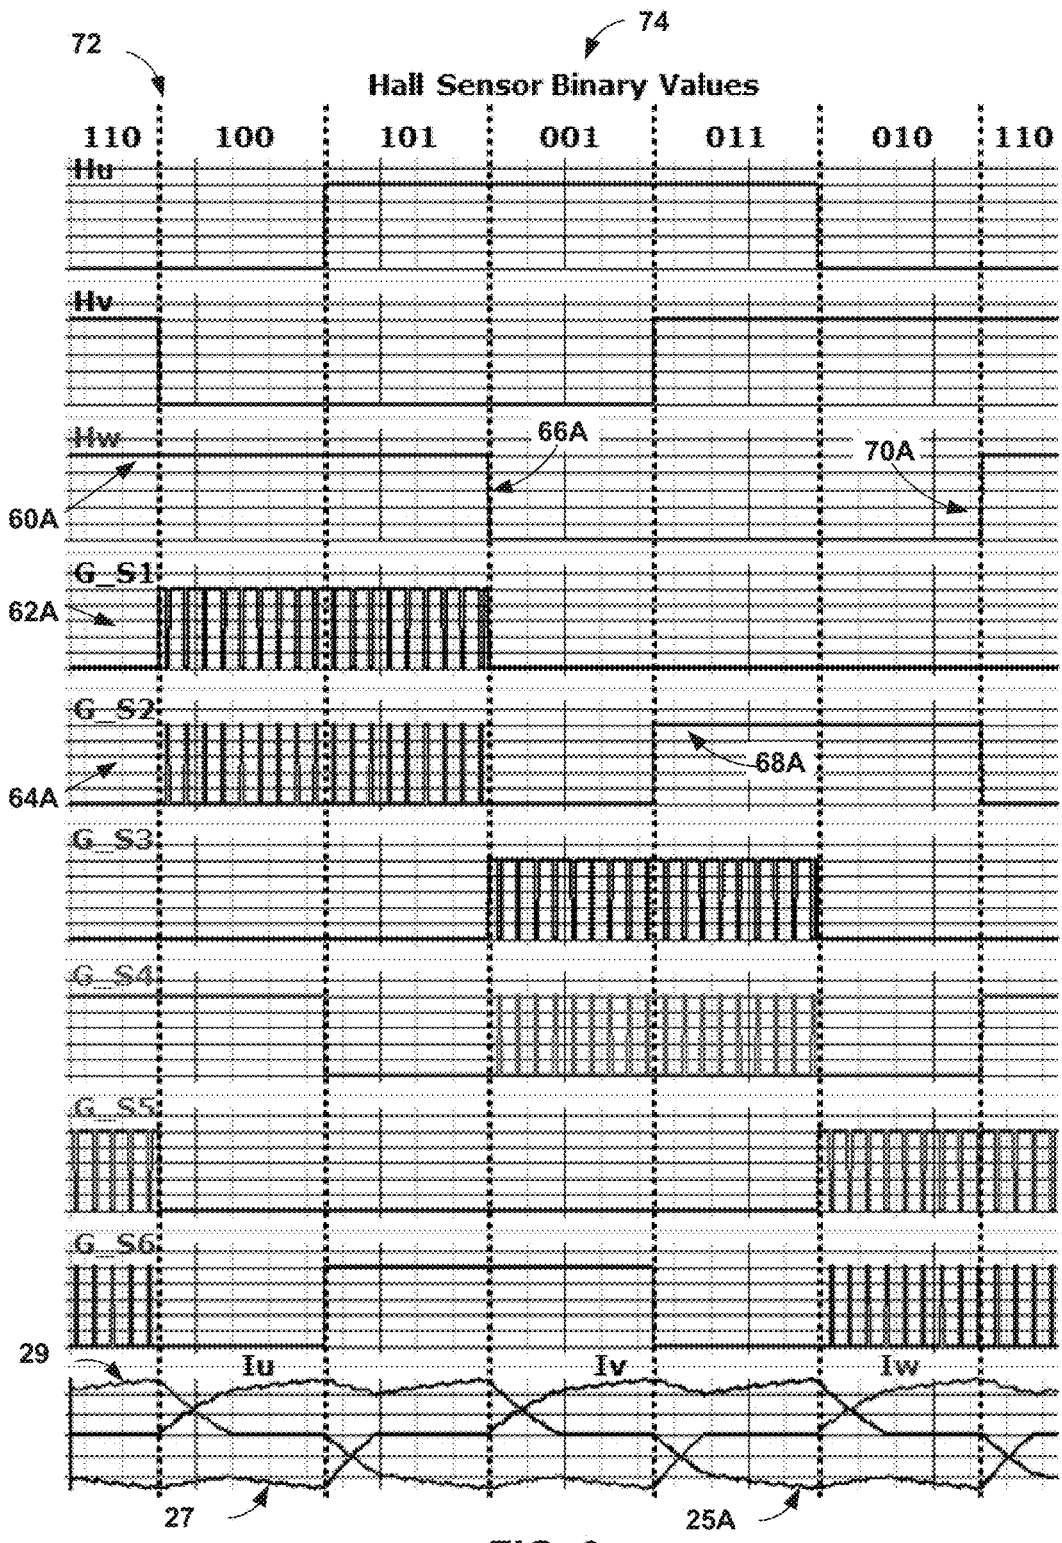 72
74
Hall Sensor Binary Values
110 100 101 001 011 010 110
Hu
Hv
Hw
66A
70A
60A
G_S1
62A
G_S2
68A
64A
G_S3
G_S4
G_S5
G_S6
29
Iu Iv Iw
27
25A